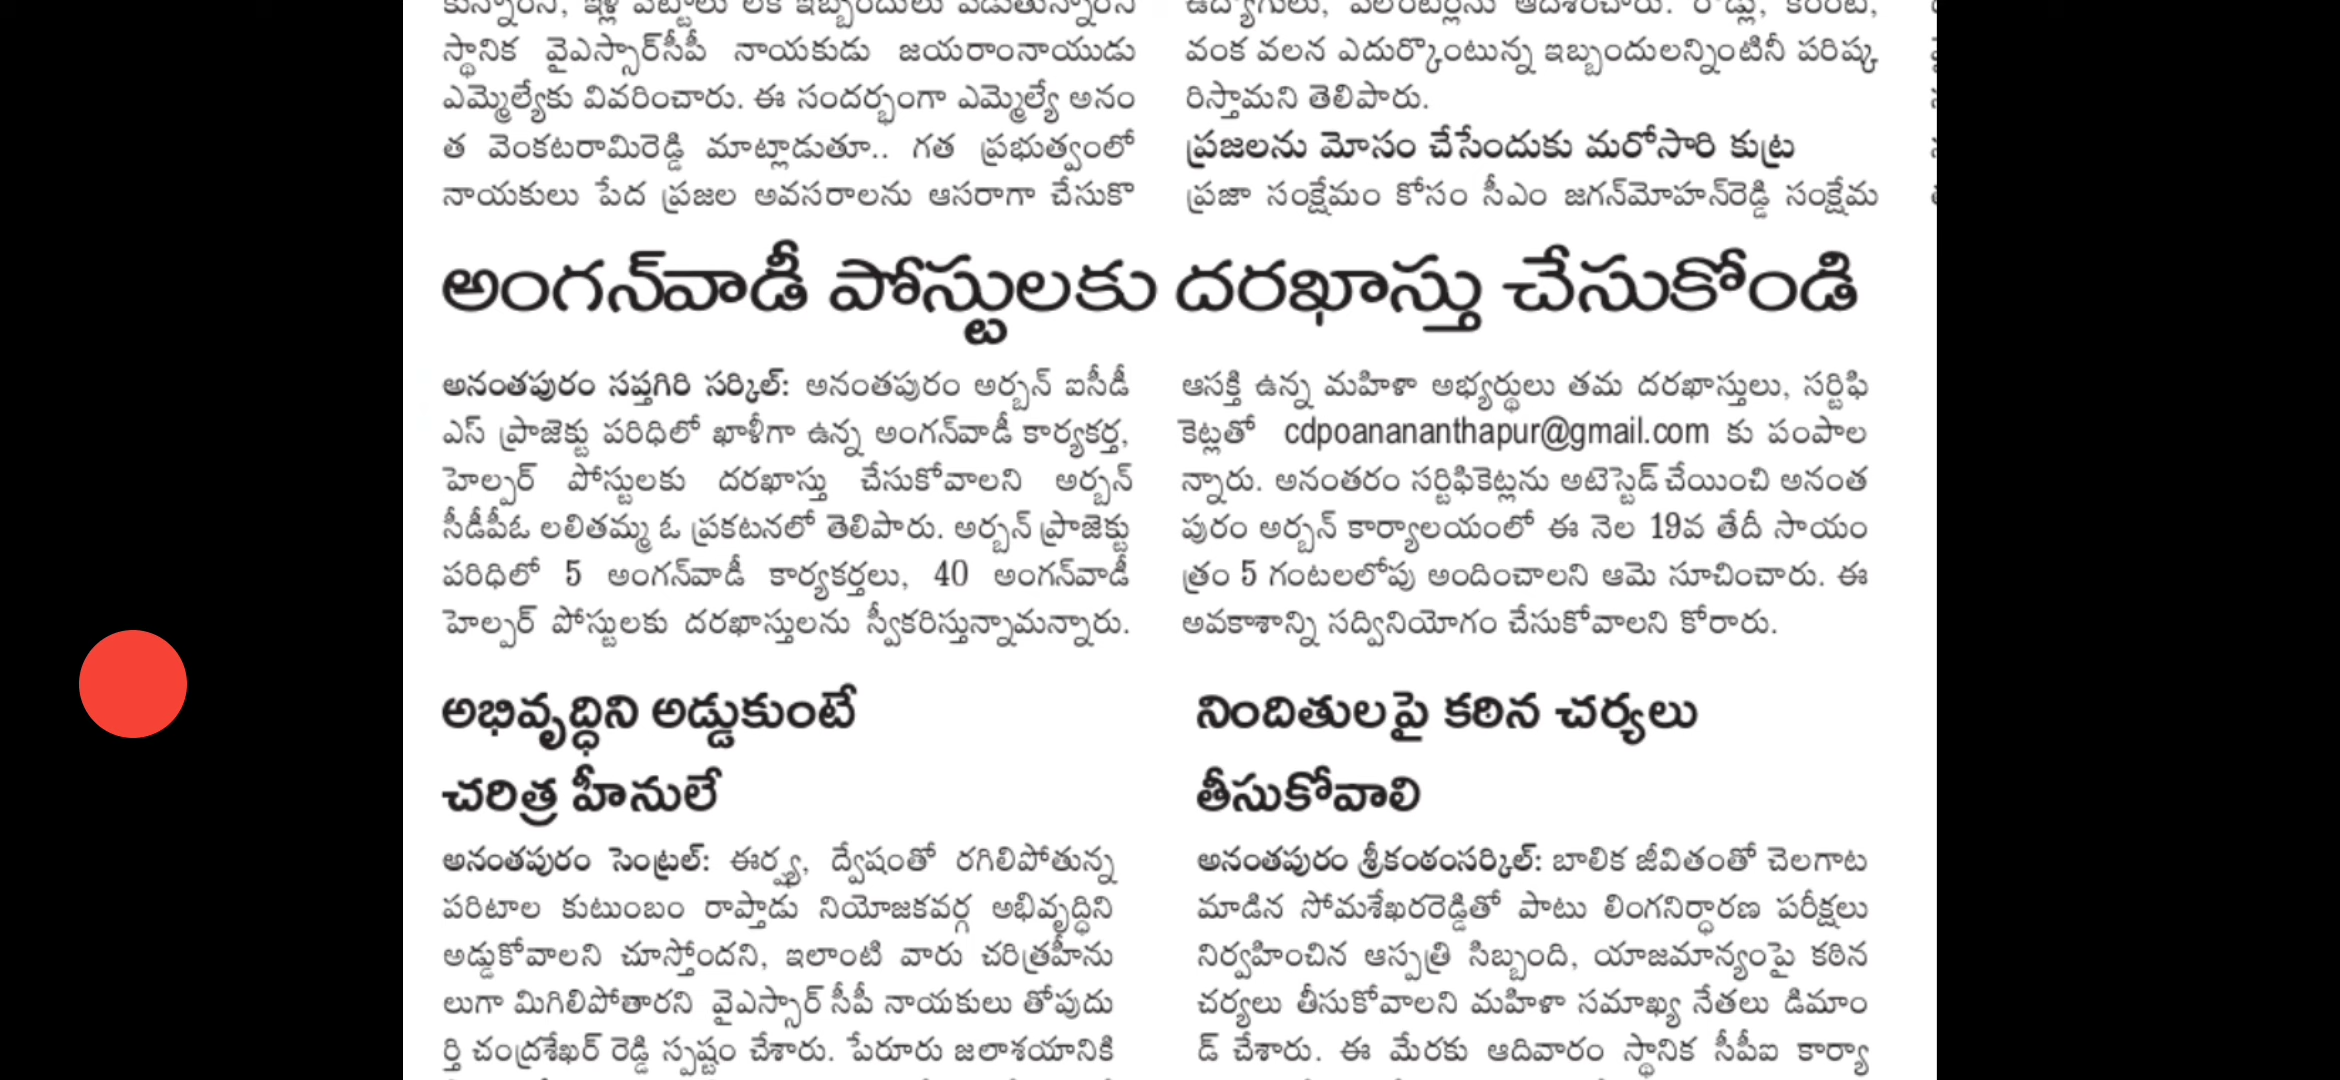 స్థానిక వైఎస్సార్‌సీపీ నాయకుడు జయరాంనాయుడు
ఎమ్మెల్యేకు వివరించారు. ఈ సందర్భంగా ఎమ్మెల్యే అనం
త వెంకటరామిరెడ్డి మాట్లాడుతూ.. గత ప్రభుత్వంలో
నాయకులు పేద ప్రజల అవసరాలను ఆసరాగా చేసుకొ
వంక వలన ఎదుర్కొంటున్న ఇబ్బందులన్నింటినీ పరిష్క
రిస్తామని తెలిపారు.
ప్రజలను మోసం చేసేందుకు మరోసారి కుట్ర
ప్రజా సంక్షేమం కోసం సీఎం జగన్‌మోహన్‌రెడ్డి సంక్షేమ
అంగన్‌వాడీ పోస్టులకు దరఖాస్తు చేసుకోండి
అనంతపురం సప్తగిరి సర్కిల్: అనంతపురం అర్బన్ ఐసీడీ
ఎస్ ప్రాజెక్టు పరిధిలో ఖాళీగా ఉన్న అంగన్‌వాడీ కార్యకర్త,
హెల్పర్ పోస్టులకు దరఖాస్తు చేసుకోవాలని అర్బన్
సీడీపీఓ లలితమ్మ ఓ ప్రకటనలో తెలిపారు. అర్బన్ ప్రాజెక్టు
పరిధిలో 5 అంగన్‌వాడీ కార్యకర్తలు, 40 అంగన్‌వాడీ
హెల్పర్ పోస్టులకు దరఖాస్తులను స్వీకరిస్తున్నామన్నారు.
ఆసక్తి ఉన్న మహిళా అభ్యర్థులు తమ దరఖాస్తులు, సర్టిఫి
కెట్లతో cdpoanananthapur@gmail.com కు పంపాల
న్నారు. అనంతరం సర్టిఫికెట్లను అటెస్టెడ్ చేయించి అనంత
పురం అర్బన్ కార్యాలయంలో ఈ నెల 19వ తేదీ సాయం
త్రం 5 గంటలలోపు అందించాలని ఆమె సూచించారు. ఈ
అవకాశాన్ని సద్వినియోగం చేసుకోవాలని కోరారు.
అభివృద్ధిని అడ్డుకుంటే
చరిత్ర హీనులే
అనంతపురం సెంట్రల్: ఈర్ష్య, ద్వేషంతో రగిలిపోతున్న
పరిటాల కుటుంబం రాప్తాడు నియోజకవర్గ అభివృద్ధిని
అడ్డుకోవాలని చూస్తోందని, ఇలాంటి వారు చరిత్రహీను
లుగా మిగిలిపోతారని వైఎస్సార్ సీపీ నాయకులు తోపుదు
ర్తి చంద్రశేఖర్ రెడ్డి స్పష్టం చేశారు. పేరూరు జలాశయానికి
నిందితులపై కఠిన చర్యలు
తీసుకోవాలి
అనంతపురం శ్రీకంఠంసర్కిల్: బాలిక జీవితంతో చెలగాట
మాడిన సోమశేఖరరెడ్డితో పాటు లింగనిర్ధారణ పరీక్షలు
నిర్వహించిన ఆస్పత్రి సిబ్బంది, యాజమాన్యంపై కఠిన
చర్యలు తీసుకోవాలని మహిళా సమాఖ్య నేతలు డిమాం
డ్ చేశారు. ఈ మేరకు ఆదివారం స్థానిక సీపీఐ కార్యా